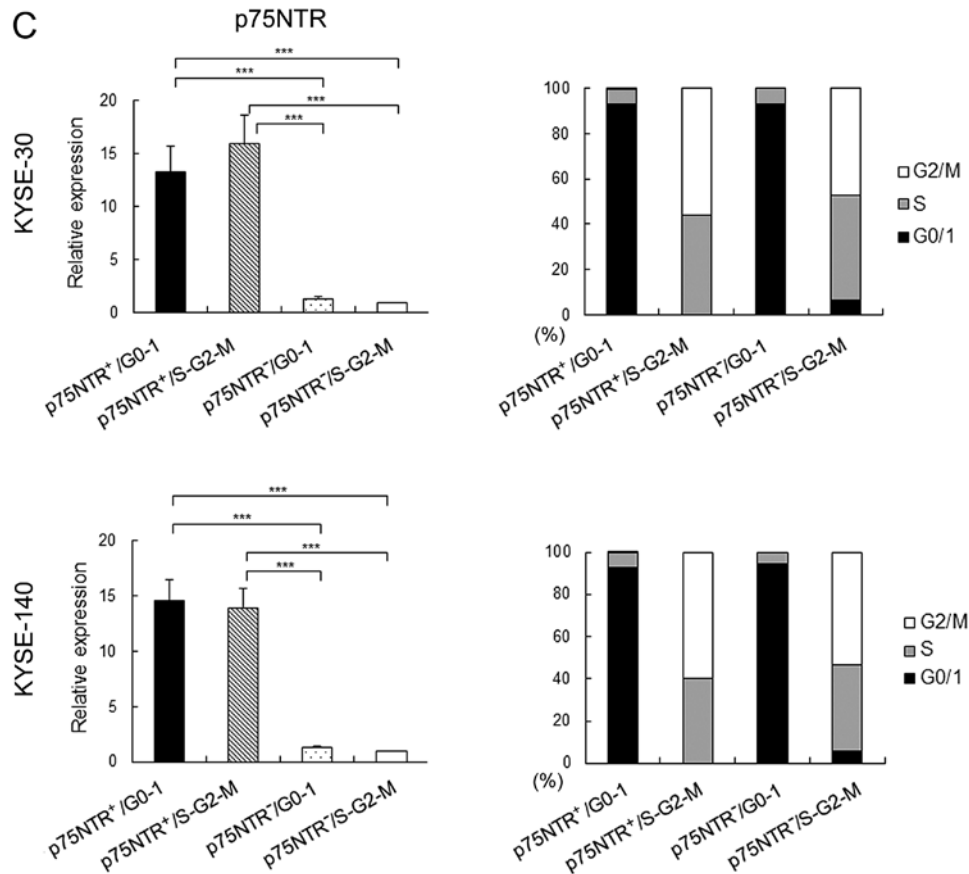 C
p75NTR
KYSE-30
Relative expression
***
***
***
***
20
15
10
5
0
p75NTR⁺/G0-1
p75NTR⁺/S-G2-M
p75NTR⁻/G0-1
p75NTR⁻/S-G2-M
100
80
60
40
20
0
(%)
p75NTR⁺/G0-1
p75NTR⁺/S-G2-M
p75NTR⁻/G0-1
p75NTR⁻/S-G2-M
G2/M
S
G0/1
KYSE-140
Relative expression
***
***
***
***
20
15
10
5
0
p75NTR⁺/G0-1
p75NTR⁺/S-G2-M
p75NTR⁻/G0-1
p75NTR⁻/S-G2-M
100
80
60
40
20
0
(%)
p75NTR⁺/G0-1
p75NTR⁺/S-G2-M
p75NTR⁻/G0-1
p75NTR⁻/S-G2-M
G2/M
S
G0/1